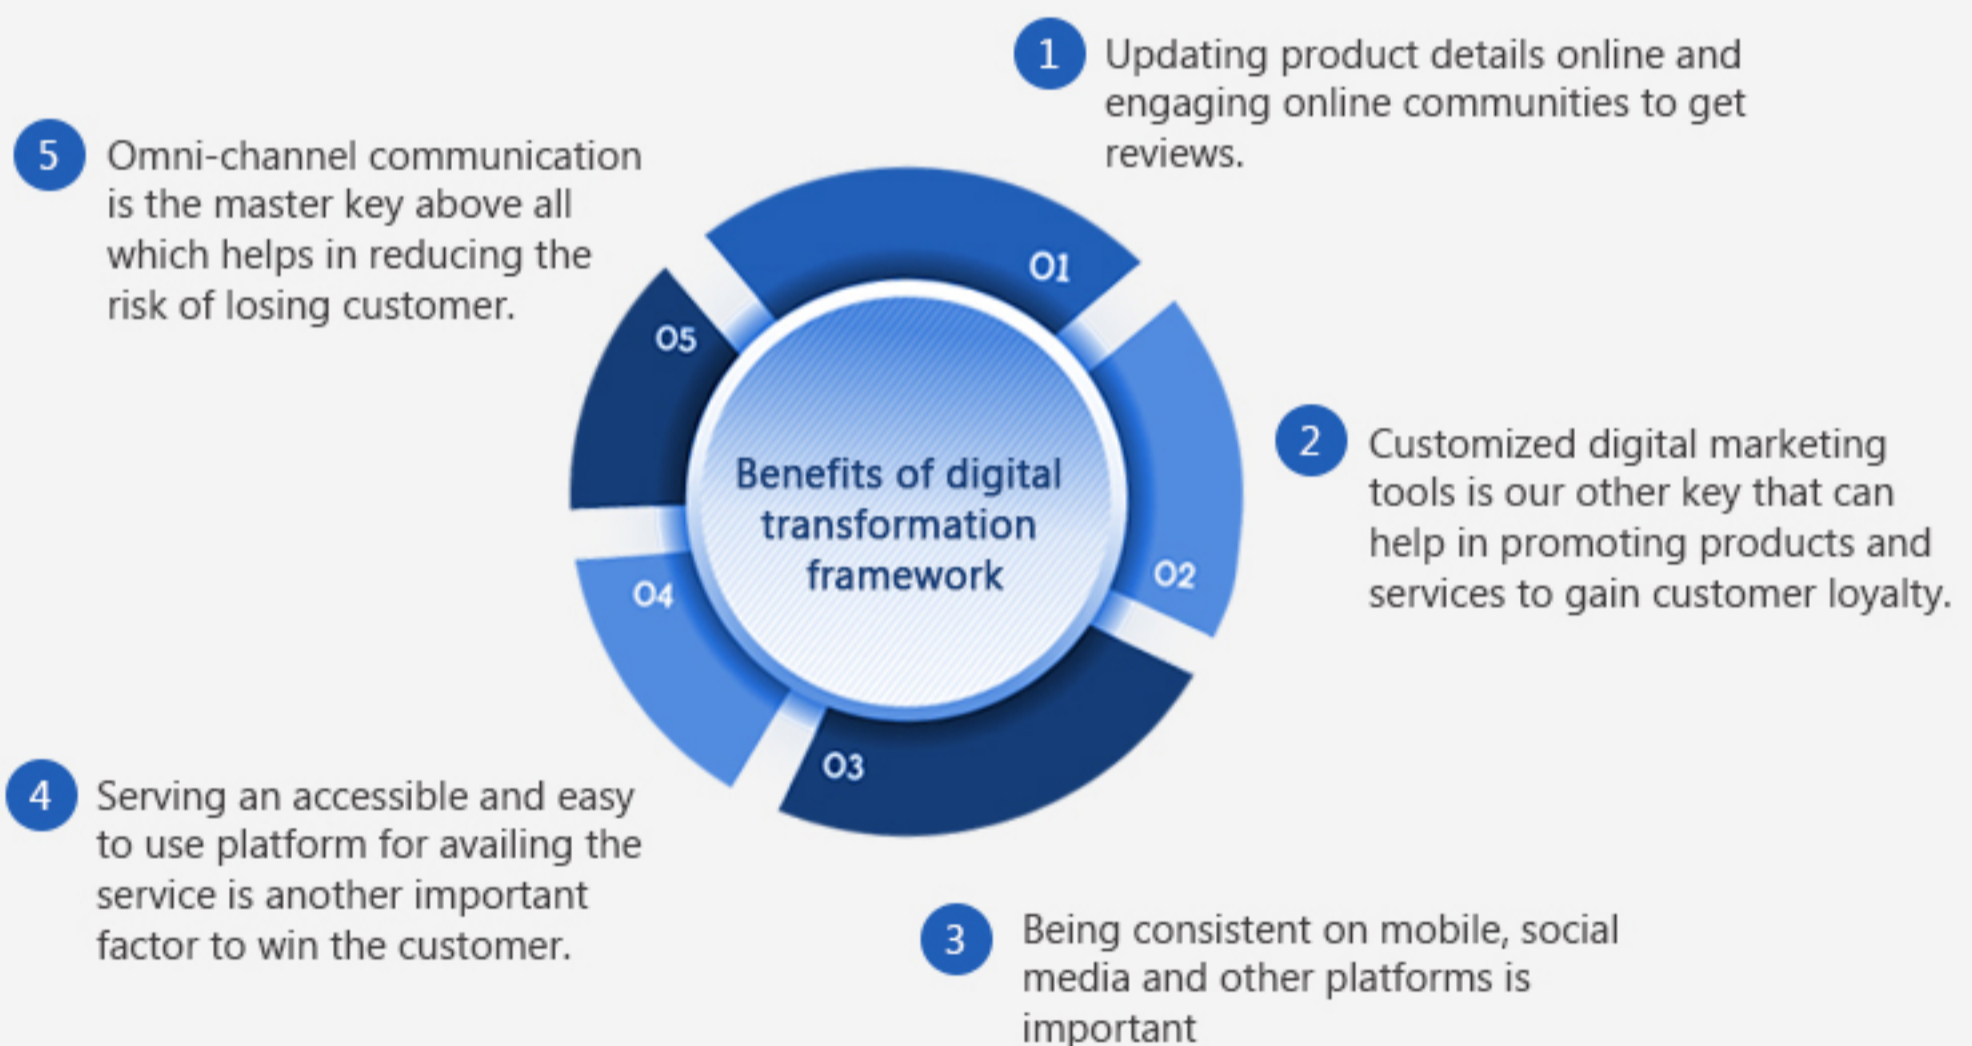 1
Updating product details online and
engaging online communities to get
reviews.
5
Omni-channel communication
is the master key above all
which helps in reducing the
risk of losing customer.
01
05
2
Customized digital marketing
tools is our other key that can
help in promoting products and
services to gain customer loyalty.
Benefits of digital
transformation
framework
02
04
03
4
Serving an accessible and easy
to use platform for availing the
service is another important
factor to win the customer.
3
Being consistent on mobile, social
media and other platforms is
important